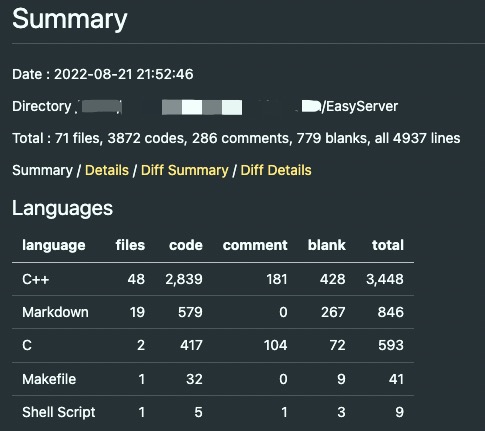 Summary
Date : 2022-08-21 21:52:46
Directory /EasyServer
Total : 71 files, 3872 codes, 286 comments, 779 blanks, all 4937 lines
Summary / Details / Diff Summary / Diff Details
Languages
language files code comment blank total
C++ 48 2,839 181 428 3,448
Markdown 19 579 0 267 846
C 2 417 104 72 593
Makefile 1 32 0 9 41
Shell Script 1 5 1 3 9